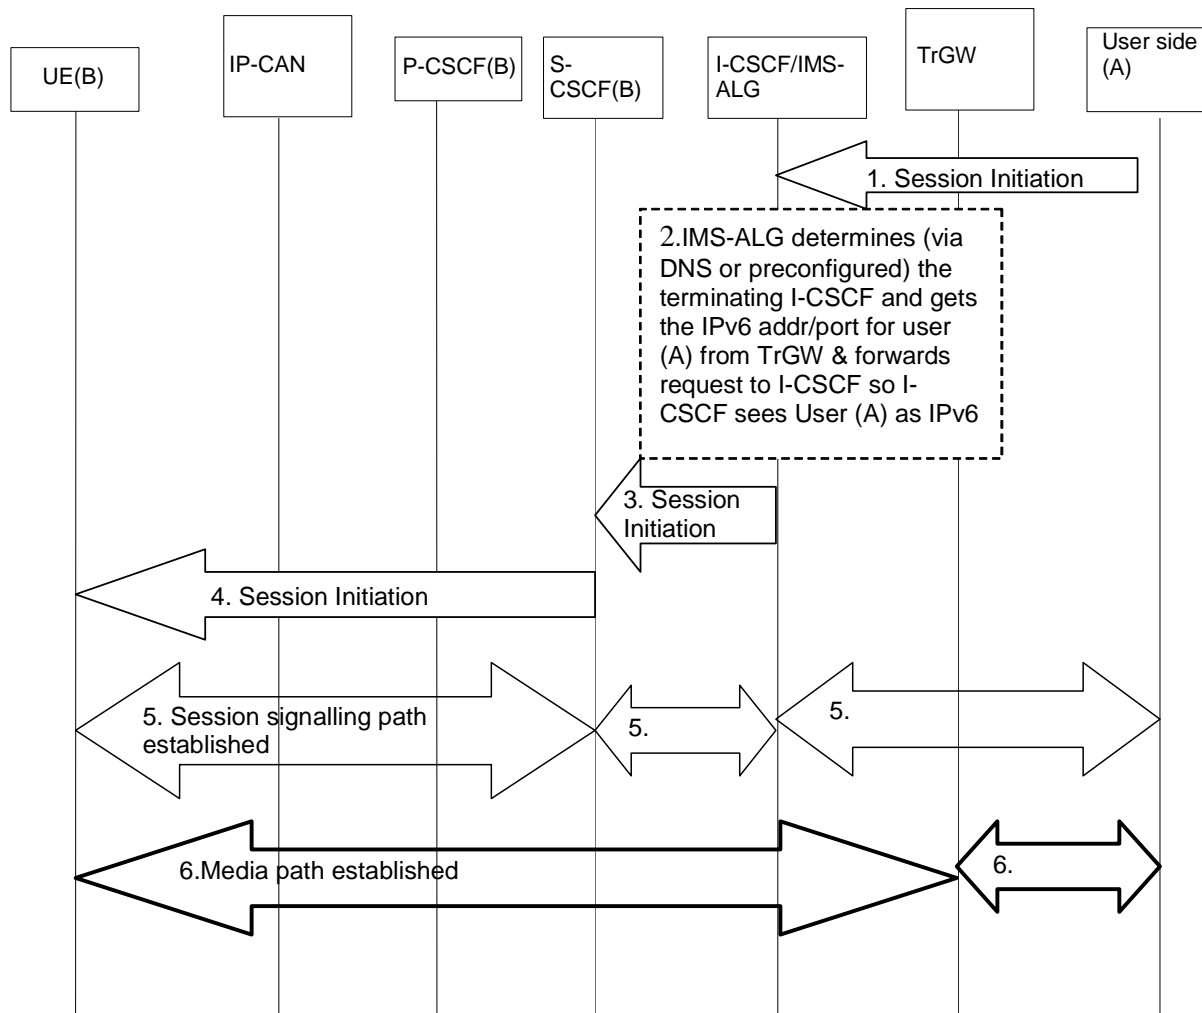 UE(B)
IP-CAN
P-CSCF(B)
S-
CSCF(B)
I-CSCF/IMS-
ALG
TrGW
User side
(A)
1. Session Initiation
2.IMS-ALG determines (via
DNS or preconfigured) the
terminating I-CSCF and gets
the IPv6 addr/port for user
(A) from TrGW & forwards
request to I-CSCF so I-
CSCF sees User (A) as IPv6
3. Session
Initiation
4. Session Initiation
5. Session signalling path
established
5.
5.
6.Media path established
6.